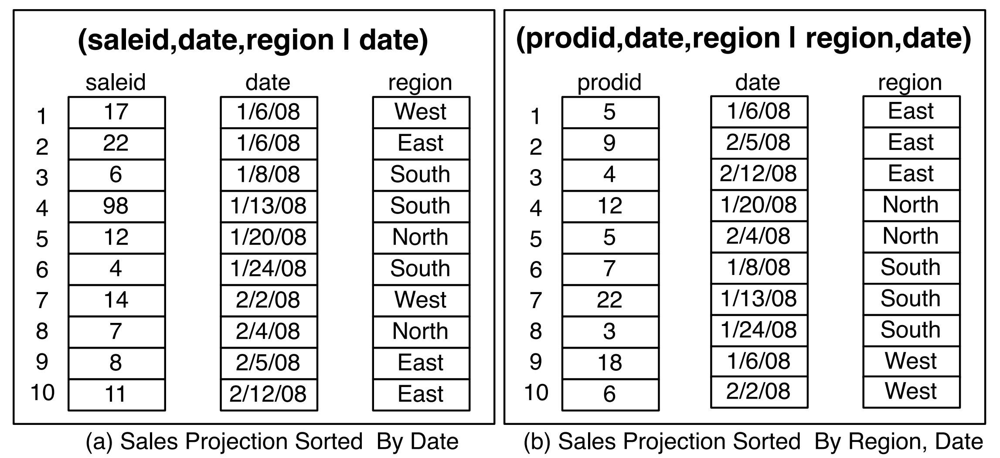 (saleid,date,region | date)
saleid date region
1 17 1/6/08 West
2 22 1/6/08 East
3 6 1/8/08 South
4 98 1/13/08 South
5 12 1/20/08 North
6 4 1/24/08 South
7 14 2/2/08 West
8 7 2/4/08 North
9 8 2/5/08 East
10 11 2/12/08 East
(a) Sales Projection Sorted By Date
(prodid,date,region | region,date)
prodid date region
1 5 1/6/08 East
2 9 2/5/08 East
3 4 2/12/08 East
4 12 1/20/08 North
5 5 2/4/08 North
6 7 1/8/08 South
7 22 1/13/08 South
8 3 1/24/08 South
9 18 1/6/08 West
10 6 2/2/08 West
(b) Sales Projection Sorted By Region, Date